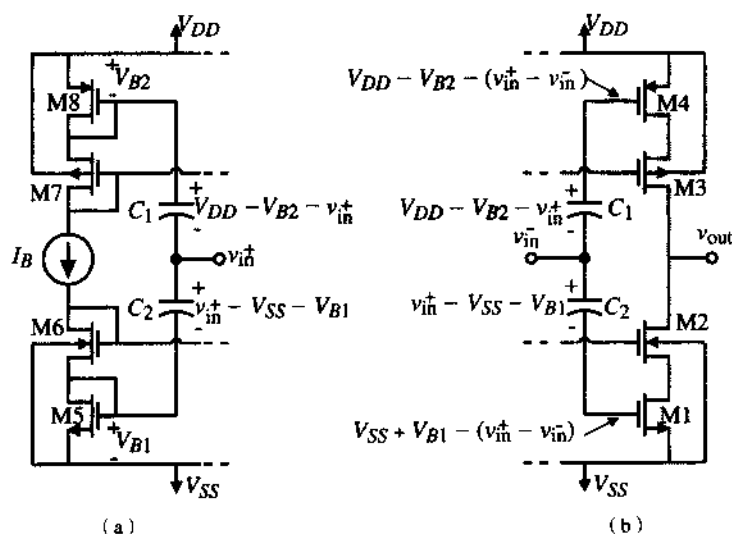 V_DD
M8
+
V_B2
-
M7
C_1
+
V_DD − V_B2 − v_in^+
-
I_B
v_in^+
C_2
+
v_in^+ − V_SS − V_B1
-
M6
M5
+
V_B1
-
V_SS
(a)
V_DD
V_DD − V_B2 − (v_in^+ − v_in^-)
M4
M3
+
V_DD − V_B2 − v_in^+
C_1
-
v_in^-
v_out
+
v_in^+ − V_SS − V_B1
C_2
-
M2
V_SS + V_B1 − (v_in^+ − v_in^-)
M1
V_SS
(b)